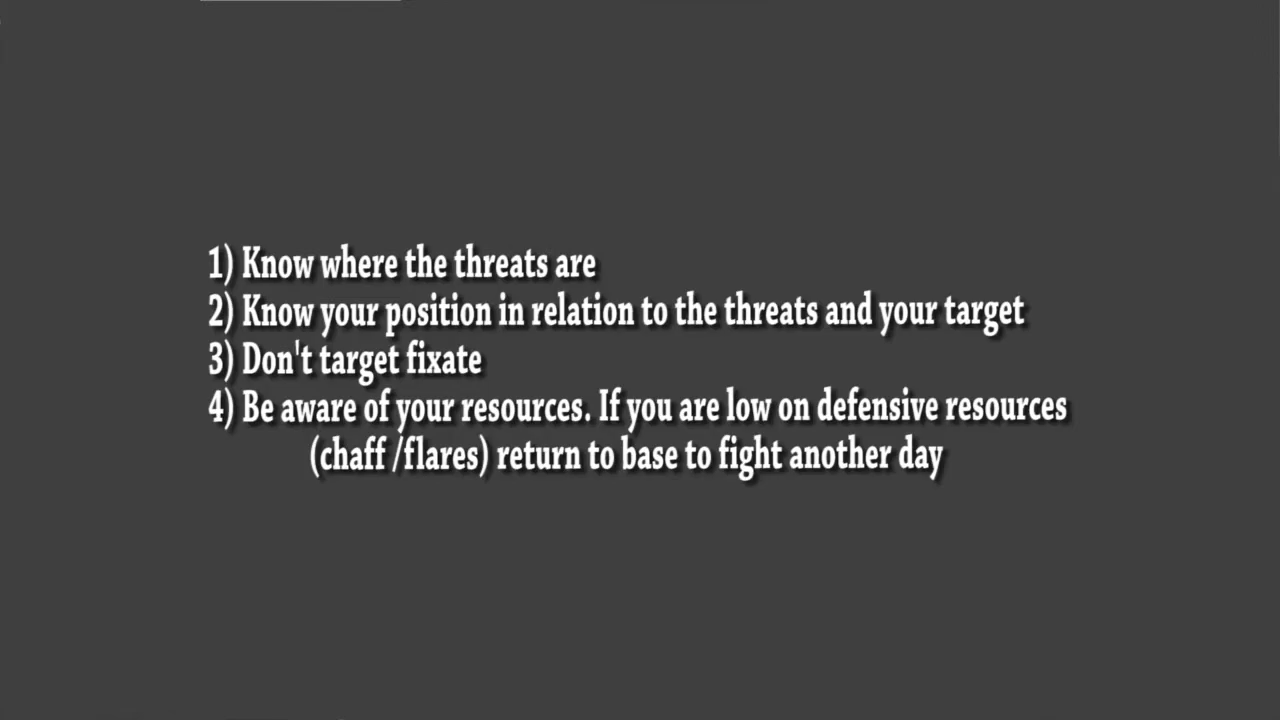 1) Know where the threats are
2) Know your position in relation to the threats and your target
3) Don't target fixate
4) Be aware of your resources. If you are low on defensive resources
(chaff /flares) return to base to fight another day